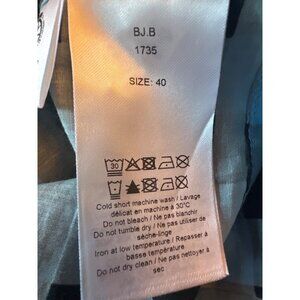 BJ.B
1735
SIZE: 40
30
Cold short machine wash / Lavage
délicat en machine à 30°C
Do not bleach / Ne pas blanchir
Do not tumble dry / Ne pas utiliser de
sèche-linge
Iron at low temperature / Repasser à
basse température
Do not dry clean / Ne pas nettoyer à
sec